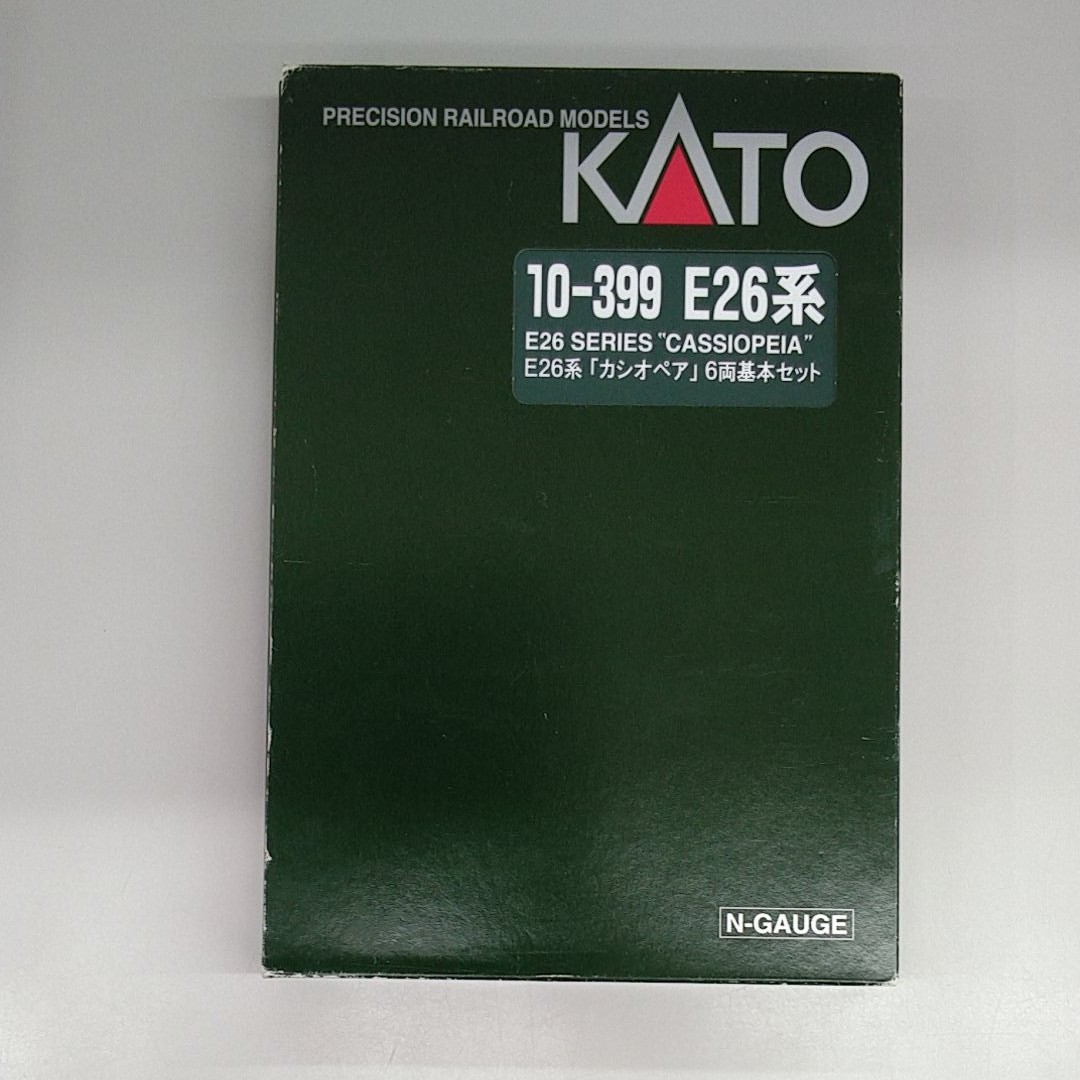 PRECISION RAILROAD MODELS
KATO
10-399 E26系
E26 SERIES "CASSIOPEIA"
E26系「カシオペア」6両基本セット
N-GAUGE